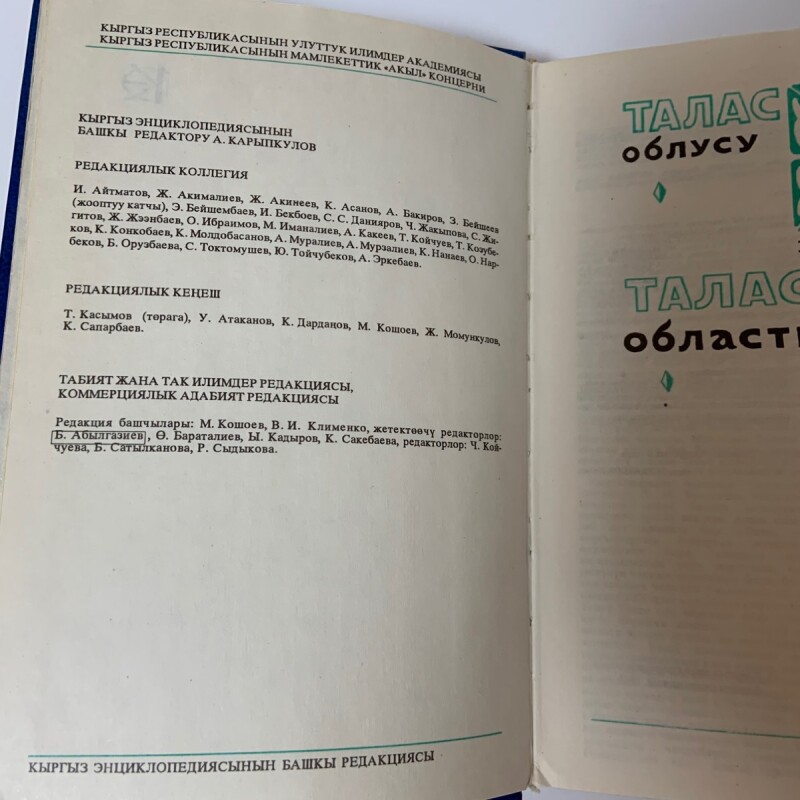 КЫРГЫЗ РЕСПУБЛИКАСЫНЫН УЛУТТУК ИЛИМДЕР АКАДЕМИЯСЫ
КЫРГЫЗ РЕСПУБЛИКАСЫНЫН МАМЛЕКЕТТИК «АКЫЛ» КОНЦЕРНИ
КЫРГЫЗ ЭНЦИКЛОПЕДИЯСЫНЫН
БАШКЫ РЕДАКТОРУ А. КАРЫПКУЛОВ
РЕДАКЦИЯЛЫК КОЛЛЕГИЯ
И. Айтматов, Ж. Акималиев, Ж. Акинеев, К. Асанов, А. Бакиров, З. Бейшеев
(жооптуу катчы), Э. Бейшембаев, И. Бекбоев, С. С. Данияров, Ч. Жакыпова, С. Жи-
гитов, Ж. Жээнбаев, О. Ибраимов, М. Иманалиев, А. Какеев, Т. Койчуев, Т. Козубе-
ков, К. Конкобаев, К. Молдобасанов, А. Муралиев, А. Мурзалиев, К. Нанаев, О. Нар-
беков, Б. Орузбаева, С. Токтомушев, Ю. Тойчубеков, А. Эркебаев.
РЕДАКЦИЯЛЫК КЕҢЕШ
Т. Касымов (төрага), У. Атаканов, К. Дарданов, М. Кошоев, Ж. Момункулов,
К. Сапарбаев.
ТАБИЯТ ЖАНА ТАК ИЛИМДЕР РЕДАКЦИЯСЫ,
КОММЕРЦИЯЛЫК АДАБИЯТ РЕДАКЦИЯСЫ
Редакция башчылары: М. Кошоев, В. И. Клименко, жетектөөчү редакторлор:
Б. Абылгазиев, Ө. Бараталиев, Ы. Кадыров, К. Сакебаева, редакторлор: Ч. Кой-
чуева, Б. Сатылканова, Р. Сыдыкова.
КЫРГЫЗ ЭНЦИКЛОПЕДИЯСЫНЫН БАШКЫ РЕДАКЦИЯСЫ
ТАЛАС
облусу
ТАЛАС
област